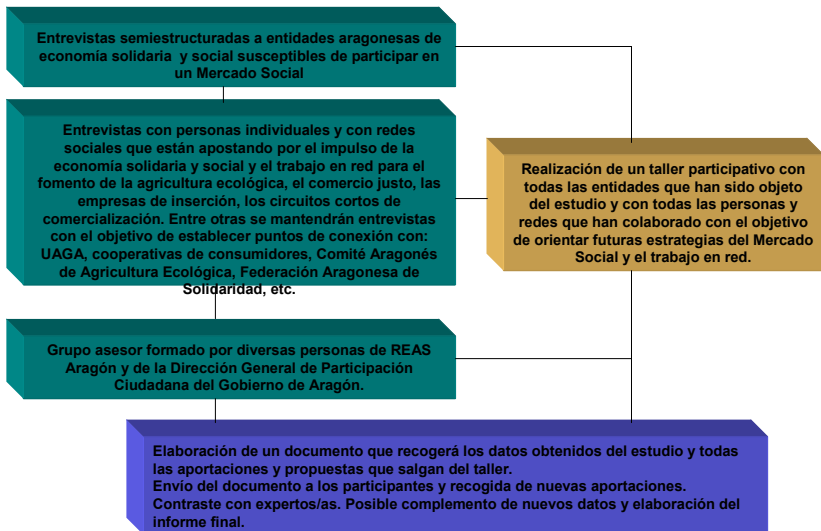 Entrevistas semiestructuradas a entidades aragonesas de
economía solidaria y social susceptibles de participar en
un Mercado Social
Entrevistas con personas individuales y con redes
sociales que están apostando por el impulso de la
economía solidaria y social y el trabajo en red para el
fomento de la agricultura ecológica, el comercio justo, las
empresas de inserción, los circuitos cortos de
comercialización. Entre otras se mantendrán entrevistas
con el objetivo de establecer puntos de conexión con:
UAGA, cooperativas de consumidores, Comité Aragonés
de Agricultura Ecológica, Federación Aragonesa de
Solidaridad, etc.
Realización de un taller participativo con
todas las entidades que han sido objeto
del estudio y con todas las personas y
redes que han colaborado con el objetivo
de orientar futuras estrategias del Mercado
Social y el trabajo en red.
Grupo asesor formado por diversas personas de REAS
Aragón y de la Dirección General de Participación
Ciudadana del Gobierno de Aragón.
Elaboración de un documento que recogerá los datos obtenidos del estudio y todas
las aportaciones y propuestas que salgan del taller.
Envío del documento a los participantes y recogida de nuevas aportaciones.
Contraste con expertos/as. Posible complemento de nuevos datos y elaboración del
informe final.